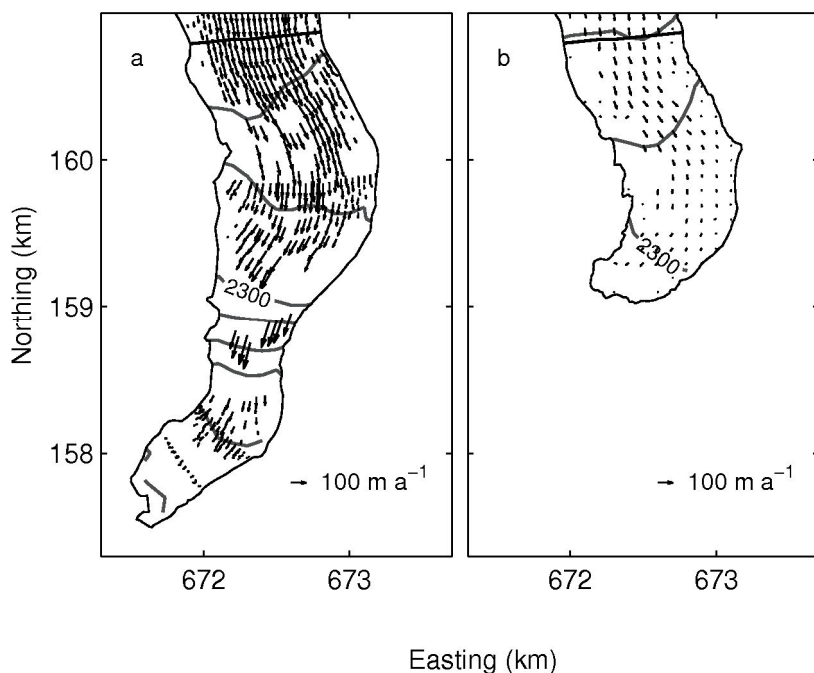 a
b
160
159
158
2300
2300
100 m a⁻¹
100 m a⁻¹
672
673
672
673
Northing (km)
Easting (km)